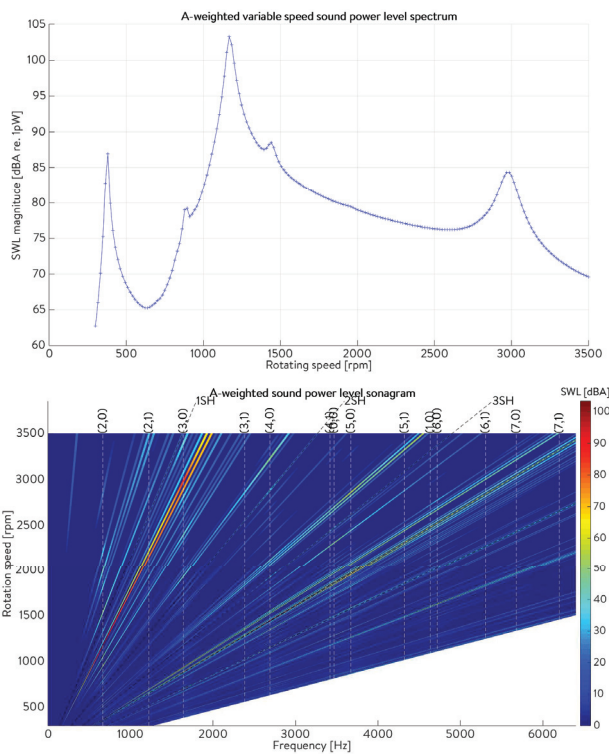 A-weighted variable speed sound power level spectrum
105
100
95
90
85
80
75
70
65
60
SWL magnitude [dBA re. 1pW]
0 500 1000 1500 2000 2500 3000 3500
Rotating speed [rpm]
A-weighted sound power level sonagram
SWL [dBA]
1SH 2SH 3SH
(2,0) (2,1) (3,0) (3,1) (4,0) (5,0) (5,1) (6,0) (6,1) (7,0) (7,1)
3500
3000
2500
2000
1500
1000
500
Rotation speed [rpm]
0 1000 2000 3000 4000 5000 6000
Frequency [Hz]
100
90
80
70
60
50
40
30
20
10
0